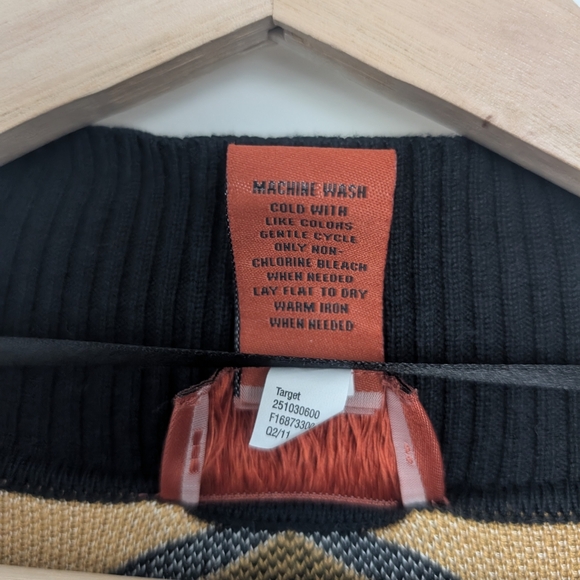 MACHINE WASH
COLD WITH
LIKE COLORS
GENTLE CYCLE
ONLY NON-
CHLORINE BLEACH
WHEN NEEDED
LAY FLAT TO DRY
WARM IRON
WHEN NEEDED
Target
251030600
Q2/11